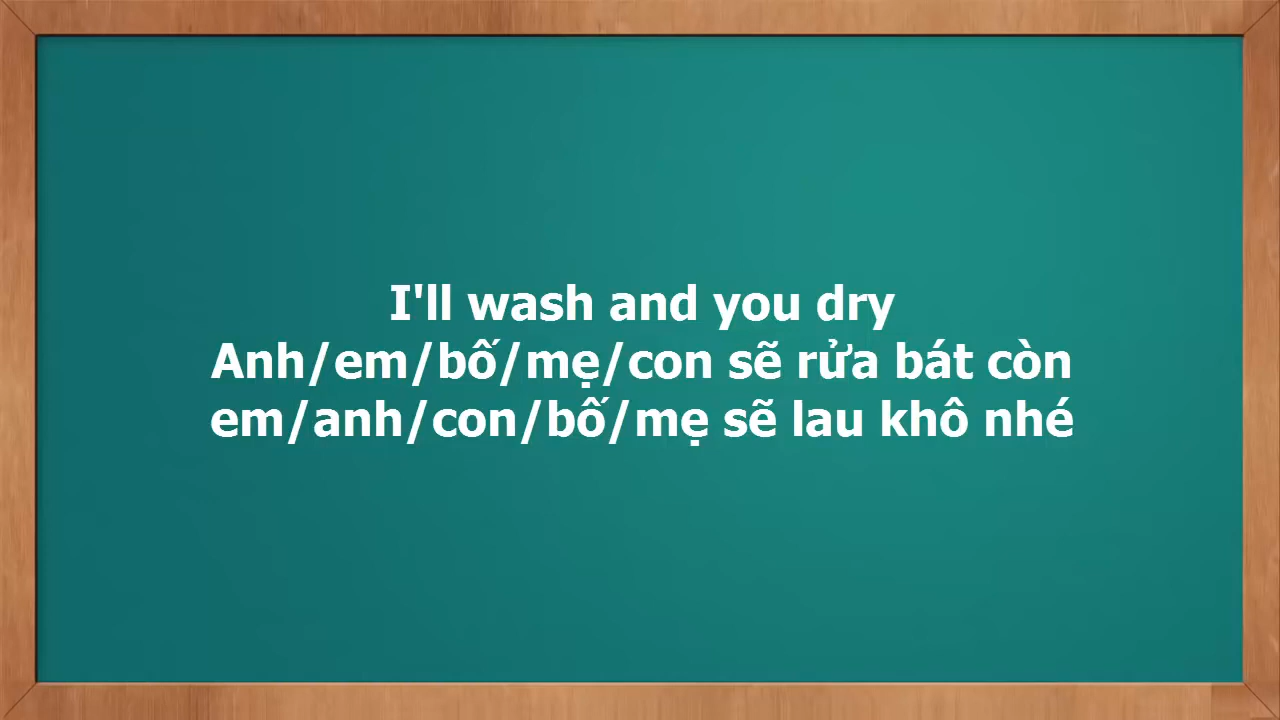 I'll wash and you dry
Anh/em/bố/mẹ/con sẽ rửa bát còn
em/anh/con/bố/mẹ sẽ lau khô nhé